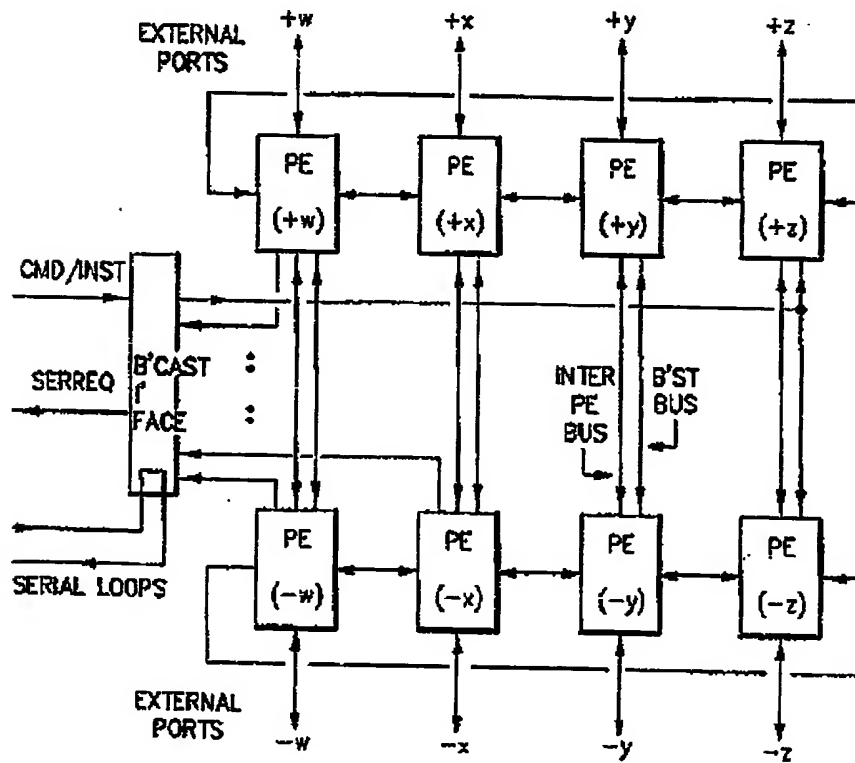 EXTERNAL
PORTS
+w
+x
+y
+z
PE
(+w)
PE
(+x)
PE
(+y)
PE
(+z)
CMD/INST
B'CAST
I
FACE
SERREQ
INTER
PE
BUS
B'ST
BUS
SERIAL LOOPS
PE
(-w)
PE
(-x)
PE
(-y)
PE
(-z)
EXTERNAL
PORTS
-w
-x
-y
-z